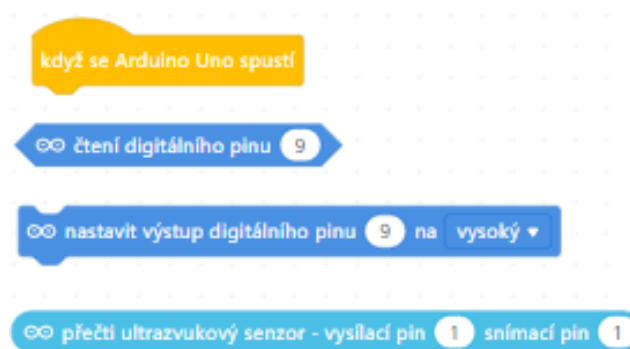 když se Arduino Uno spustí
čtení digitálního pinu 9
nastavit výstup digitálního pinu 9 na vysoký
přečti ultrazvukový senzor - vysílací pin 1 snímací pin 1